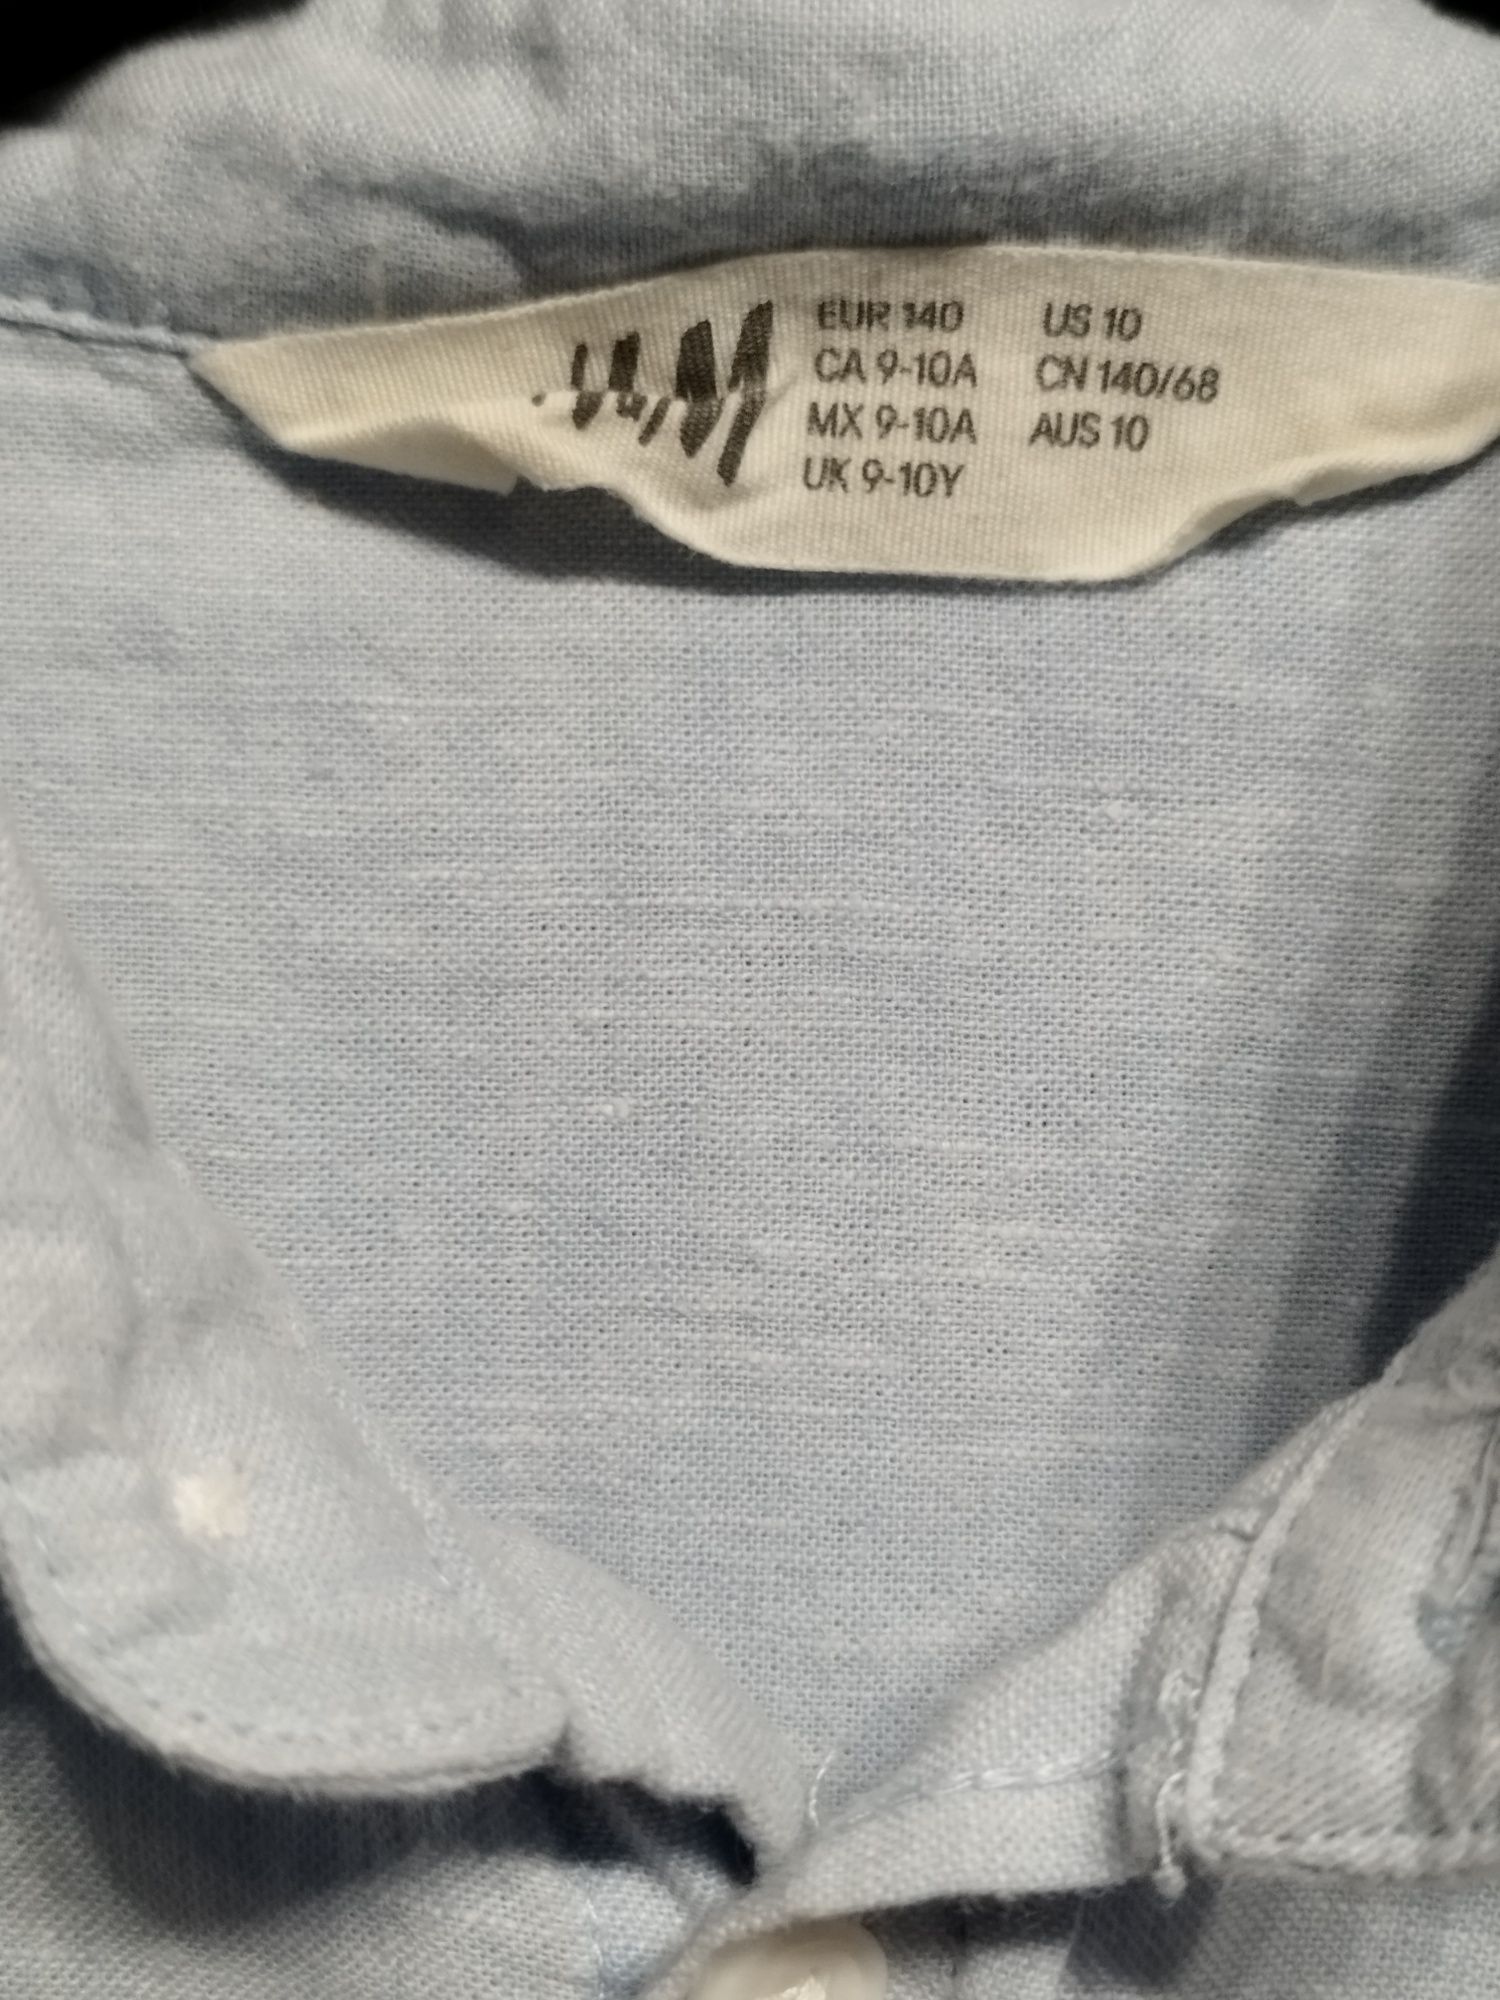 H&M
EUR 140 US 10
CA 9-10A CN 140/68
MX 9-10A AUS 10
UK 9-10Y